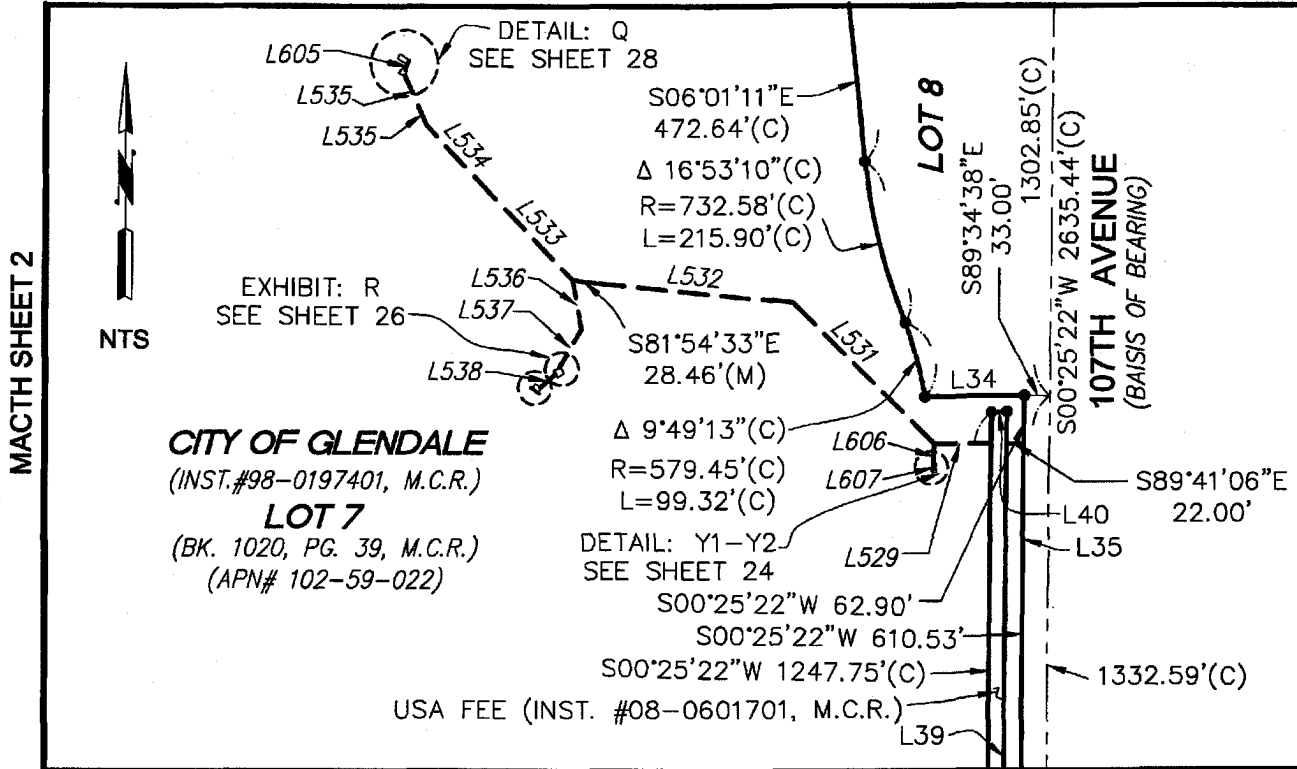 DETAIL: Q
SEE SHEET 28
L605
L535
L535
L534
L533
NTS
MACTH SHEET 2
EXHIBIT: R
SEE SHEET 26
L536
L537
L538
L532
L531
S81°54'33"E
28.46'(M)
S06°01'11"E
472.64'(C)
Δ 16°53'10"(C)
R=732.58'(C)
L=215.90'(C)
LOT 8
S89°34'38"E
33.00'
1302.85'(C)
S00°25'22"W 2635.44'(C)
107TH AVENUE
(BAISIS OF BEARING)
L34
Δ 9°49'13"(C)
R=579.45'(C)
L=99.32'(C)
L606
L607
DETAIL: Y1-Y2
SEE SHEET 24
L529
CITY OF GLENDALE
(INST.#98-0197401, M.C.R.)
LOT 7
(BK. 1020, PG. 39, M.C.R.)
(APN# 102-59-022)
S89°41'06"E
22.00'
L40
L35
S00°25'22"W 62.90'
S00°25'22"W 610.53'
S00°25'22"W 1247.75'(C)
1332.59'(C)
USA FEE (INST. #08-0601701, M.C.R.)
L39